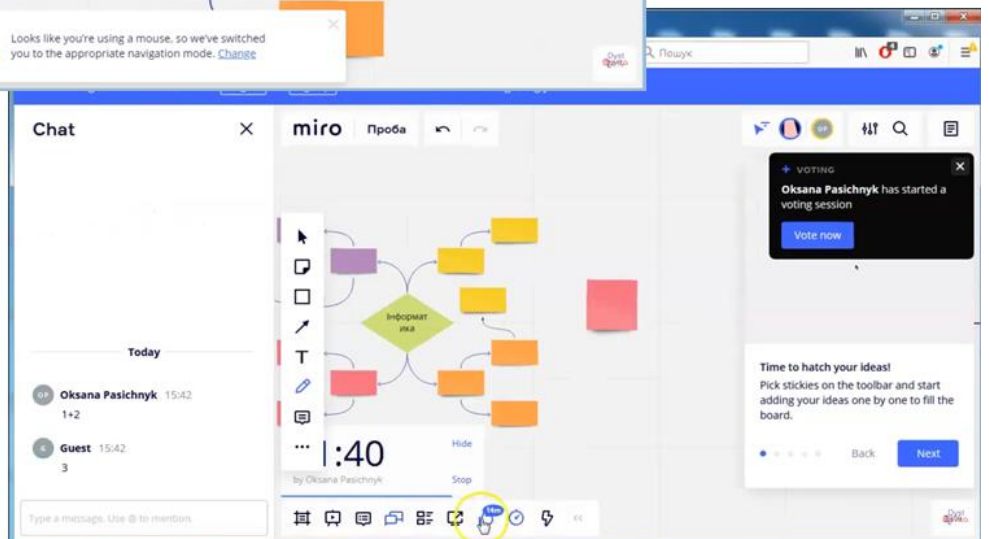 Looks like you're using a mouse, so we've switched
you to the appropriate navigation mode. Change
Пошук
Chat
miro
Проба
VOTING
Oksana Pasichnyk has started a
voting session
Vote now
Інформат
ика
Today
OP
Oksana Pasichnyk 15:42
1+2
G
Guest 15:42
3
Type a message. Use @ to mention.
:40
Hide
by Oksana Pasichnyk
Stop
14m
Time to hatch your ideas!
Pick stickies on the toolbar and start
adding your ideas one by one to fill the
board.
Back
Next